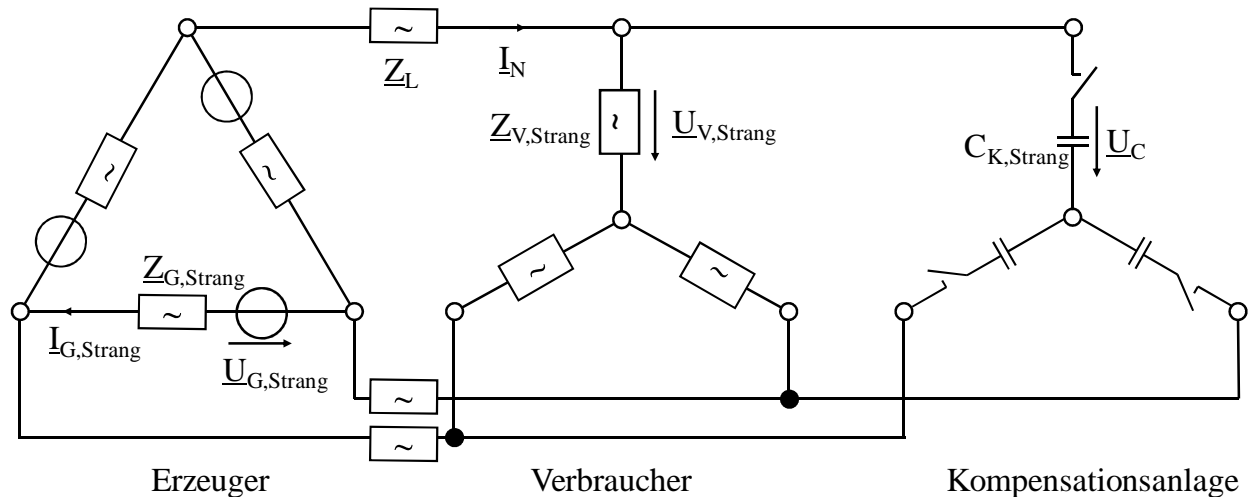 Z_L
I_N
Z_V,Strang
U_V,Strang
C_K,Strang
U_C
Z_G,Strang
I_G,Strang
U_G,Strang
~
~
~
~
~
~
~
~
~
Erzeuger
Verbraucher
Kompensationsanlage